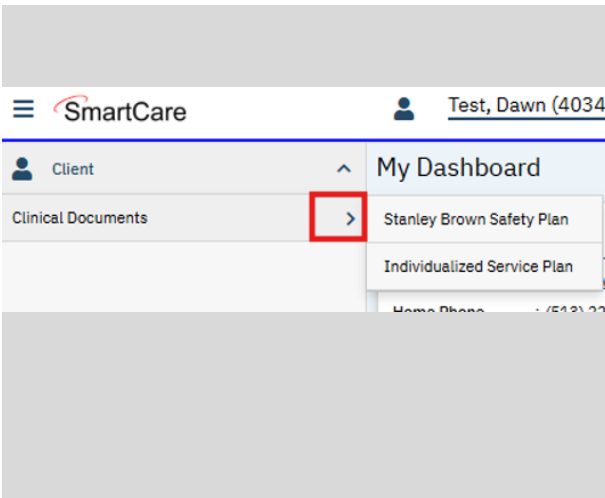 SmartCare
Test, Dawn (4034
Client
My Dashboard
Clinical Documents
Stanley Brown Safety Plan
Individualized Service Plan
Home Phone : (513) 22